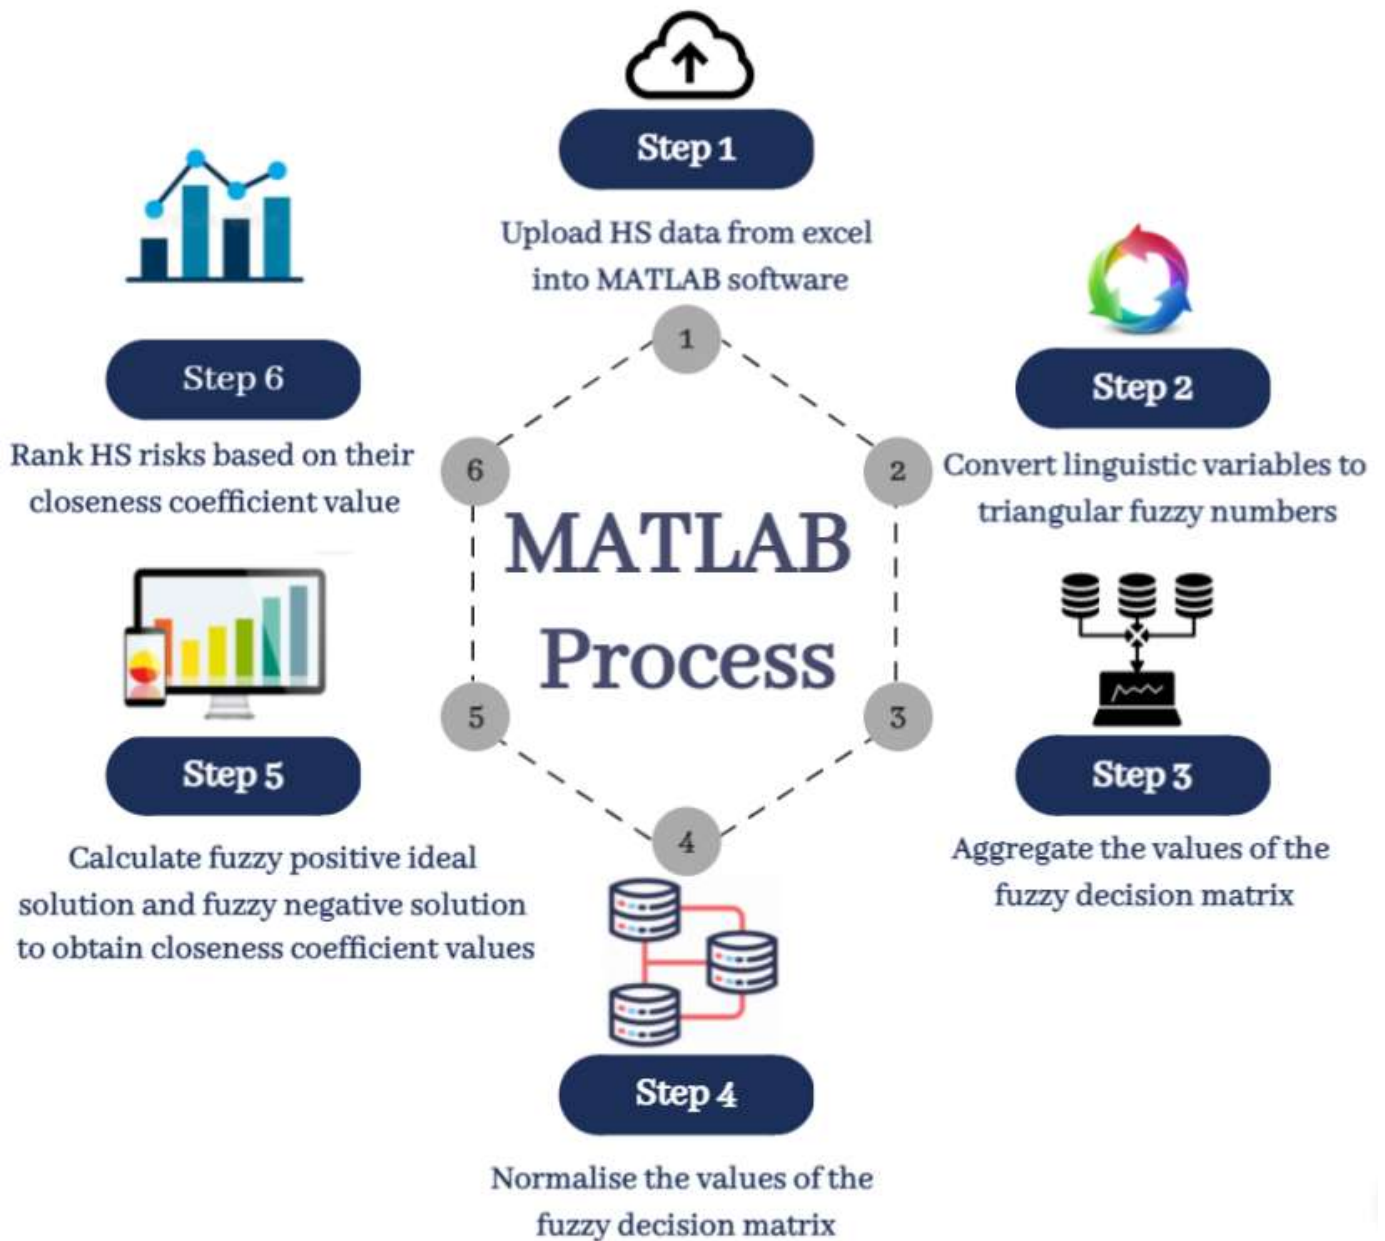 Step 1
Upload HS data from excel
into MATLAB software
1
Step 2
Convert linguistic variables to
triangular fuzzy numbers
2
Step 3
Aggregate the values of the
fuzzy decision matrix
3
4
Step 4
Normalise the values of the
fuzzy decision matrix
5
Step 5
Calculate fuzzy positive ideal
solution and fuzzy negative solution
to obtain closeness coefficient values
6
Step 6
Rank HS risks based on their
closeness coefficient value
MATLAB
Process